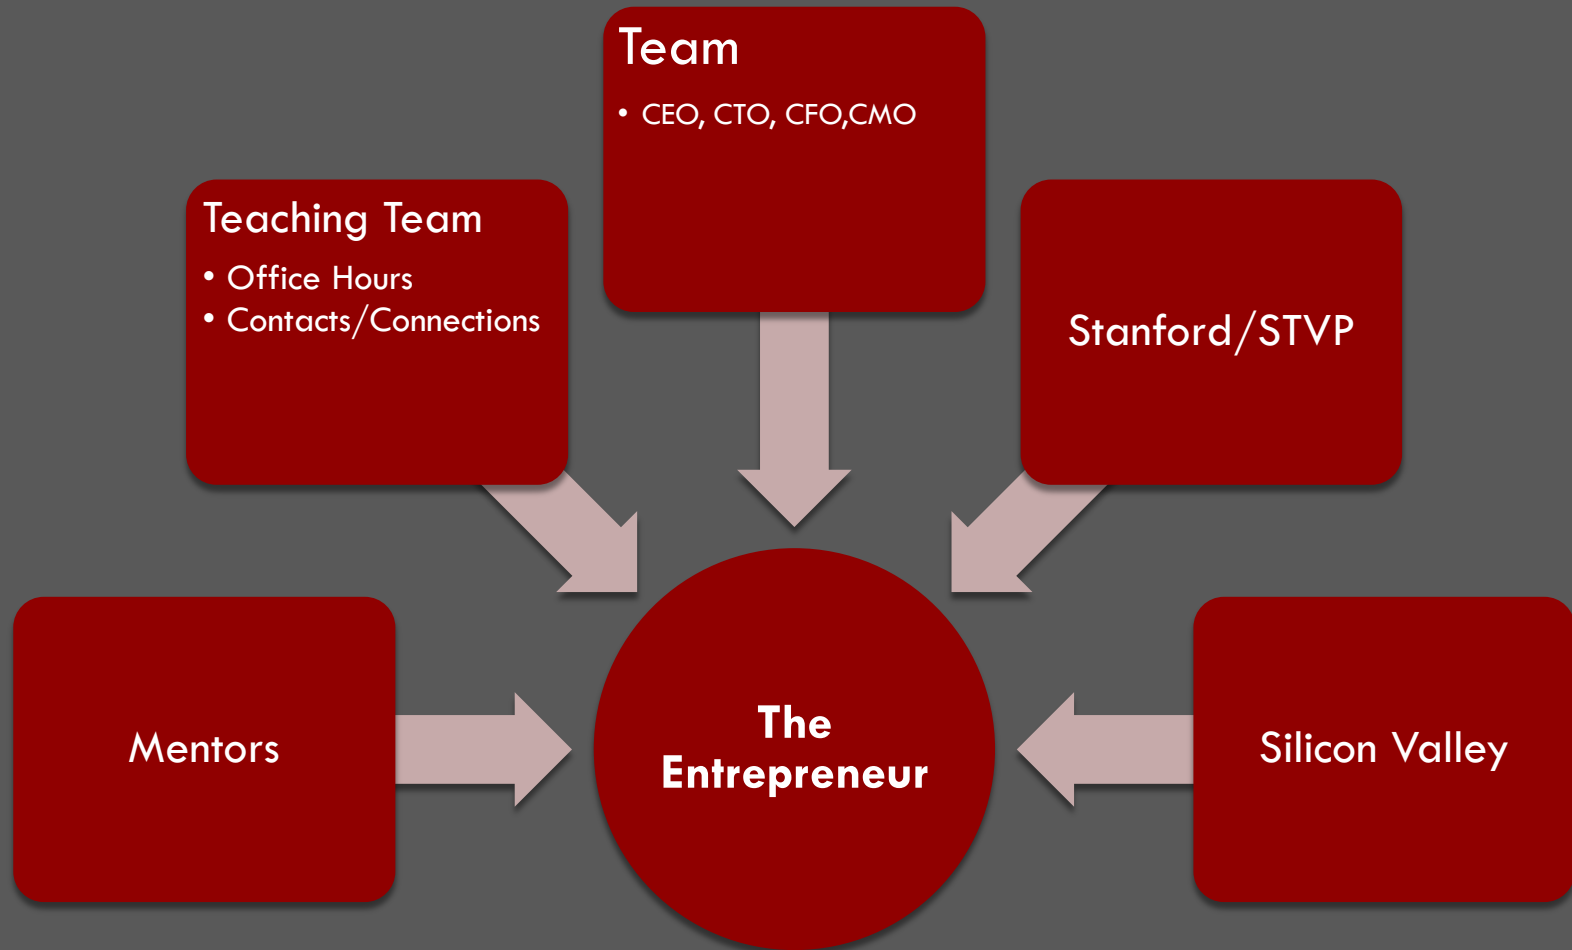 Team
• CEO, CTO, CFO,CMO
Teaching Team
• Office Hours
• Contacts/Connections
Stanford/STVP
Mentors
The
Entrepreneur
Silicon Valley